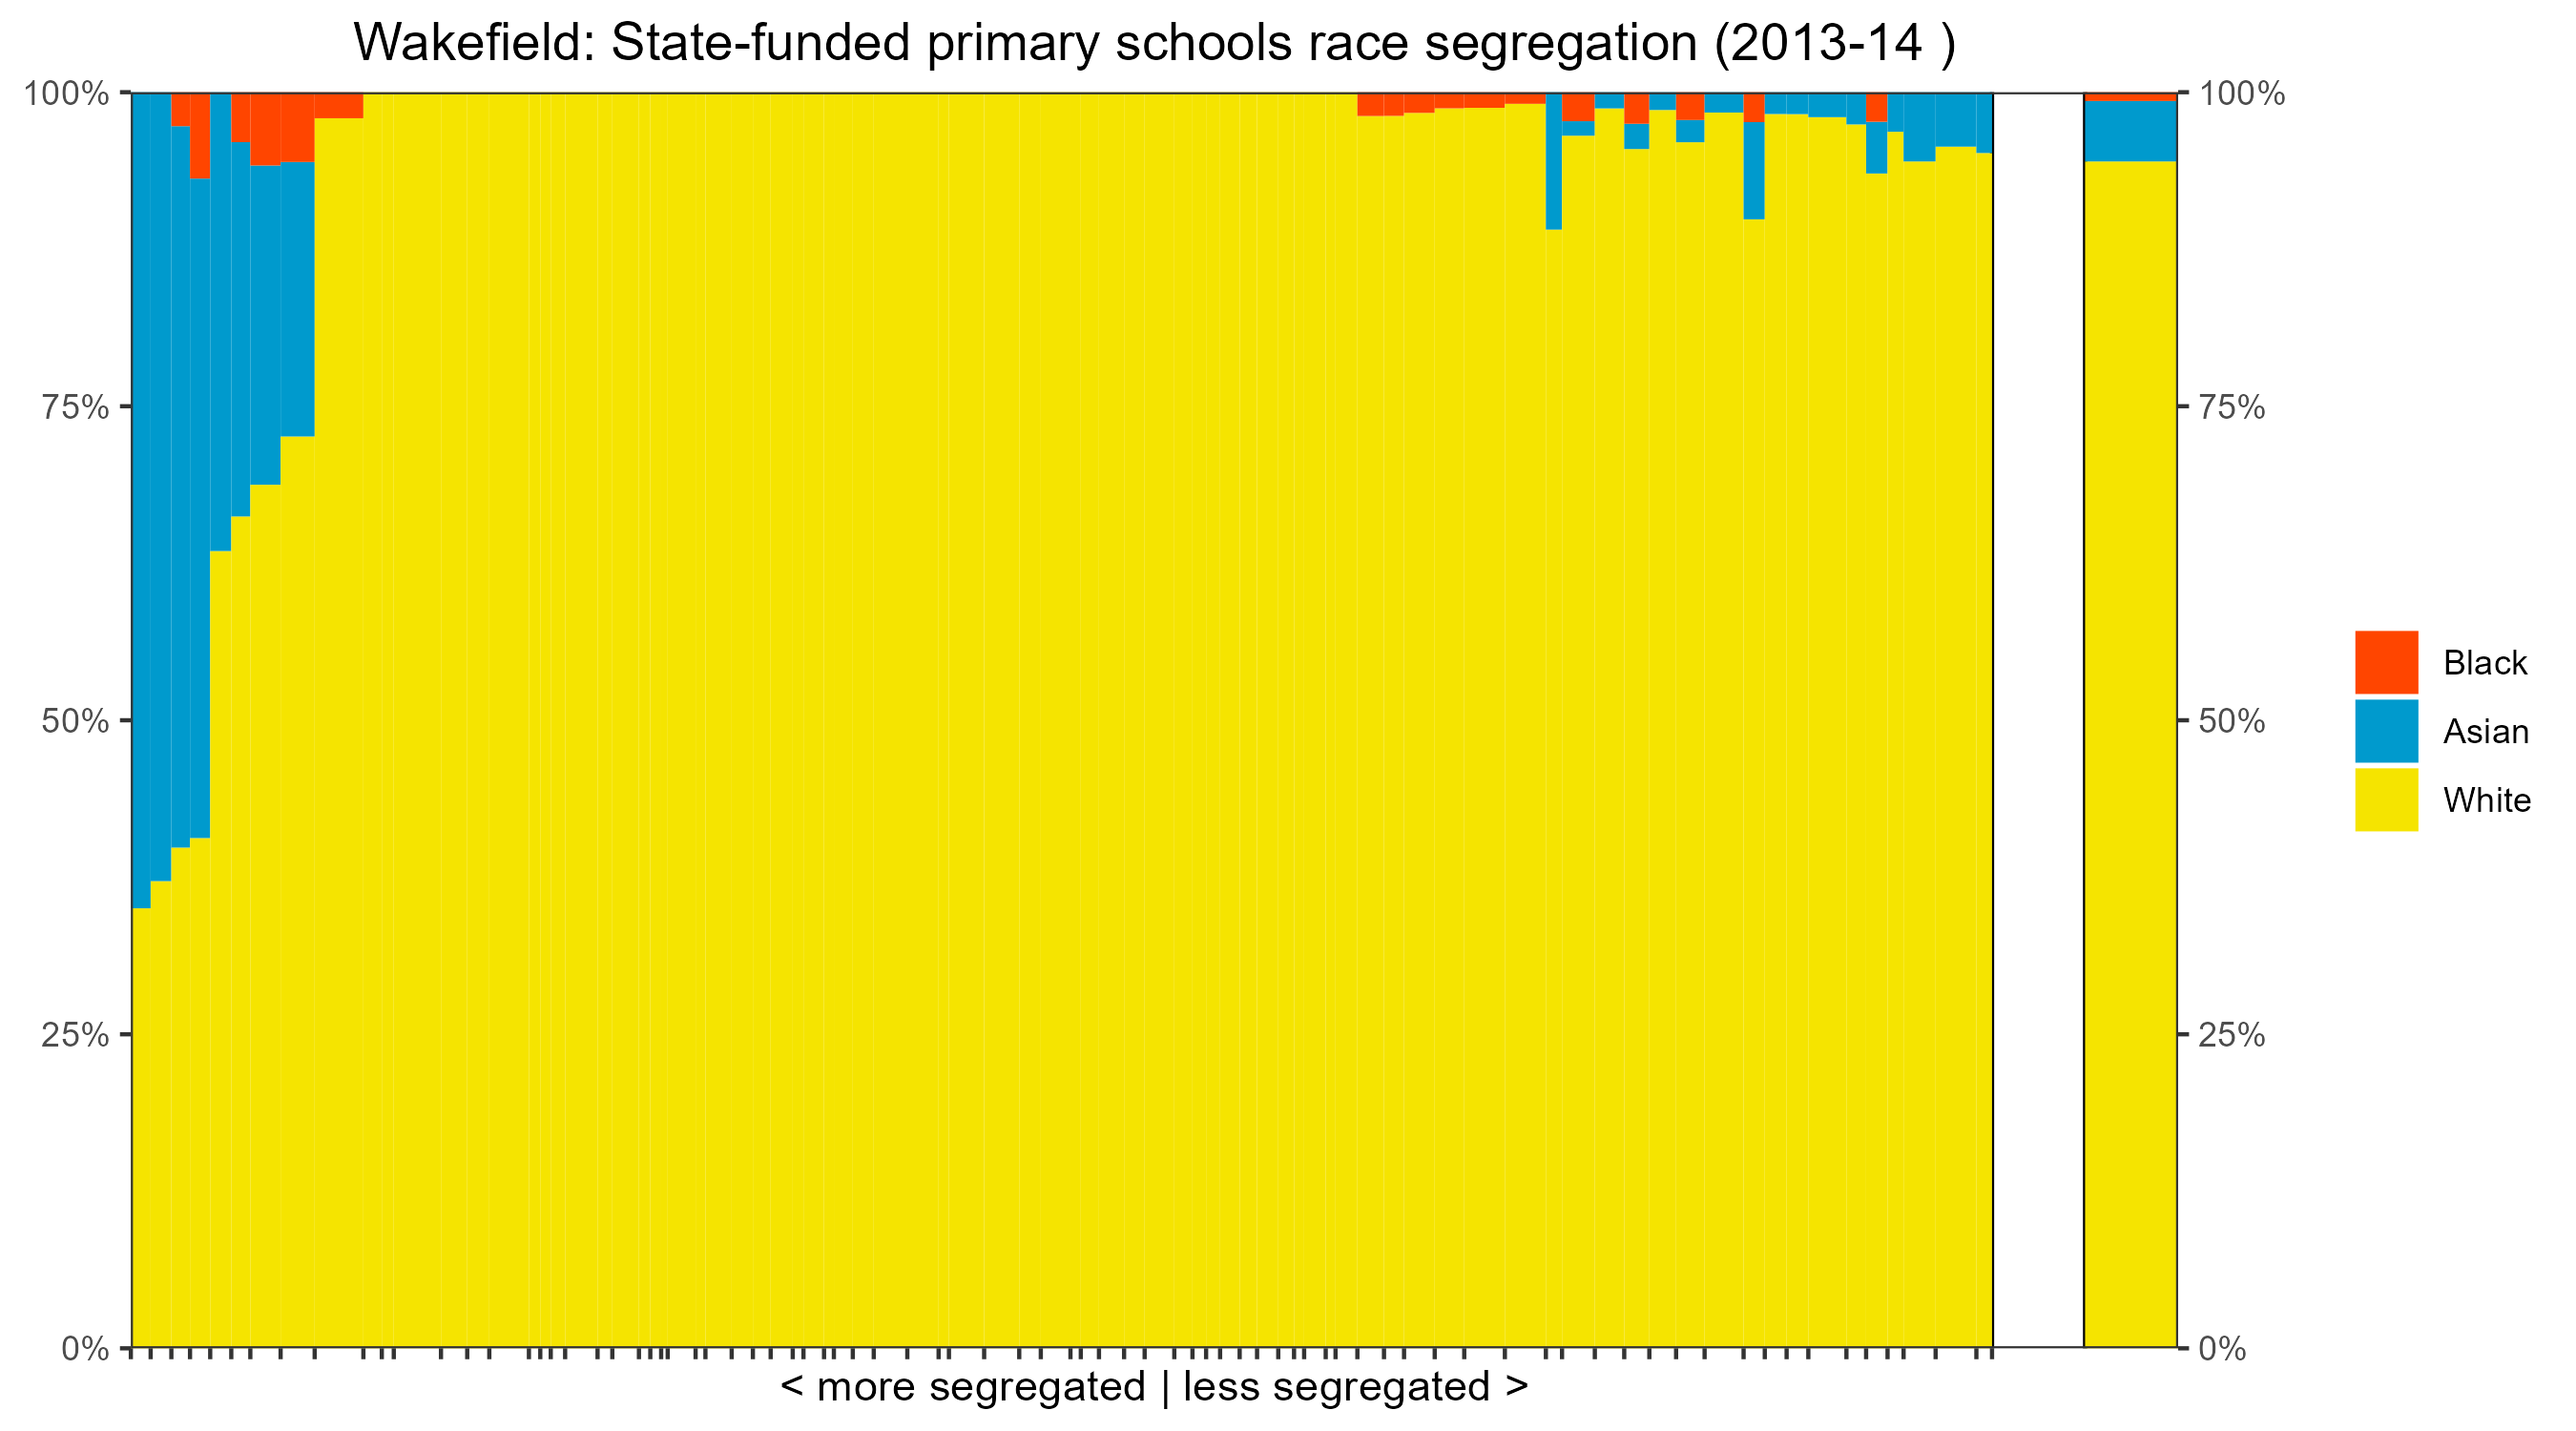 Wakefield: State-funded primary schools race segregation (2013-14 )
100%
75%
50%
25%
0%
100%
75%
50%
25%
0%
Black
Asian
White
< more segregated | less segregated >